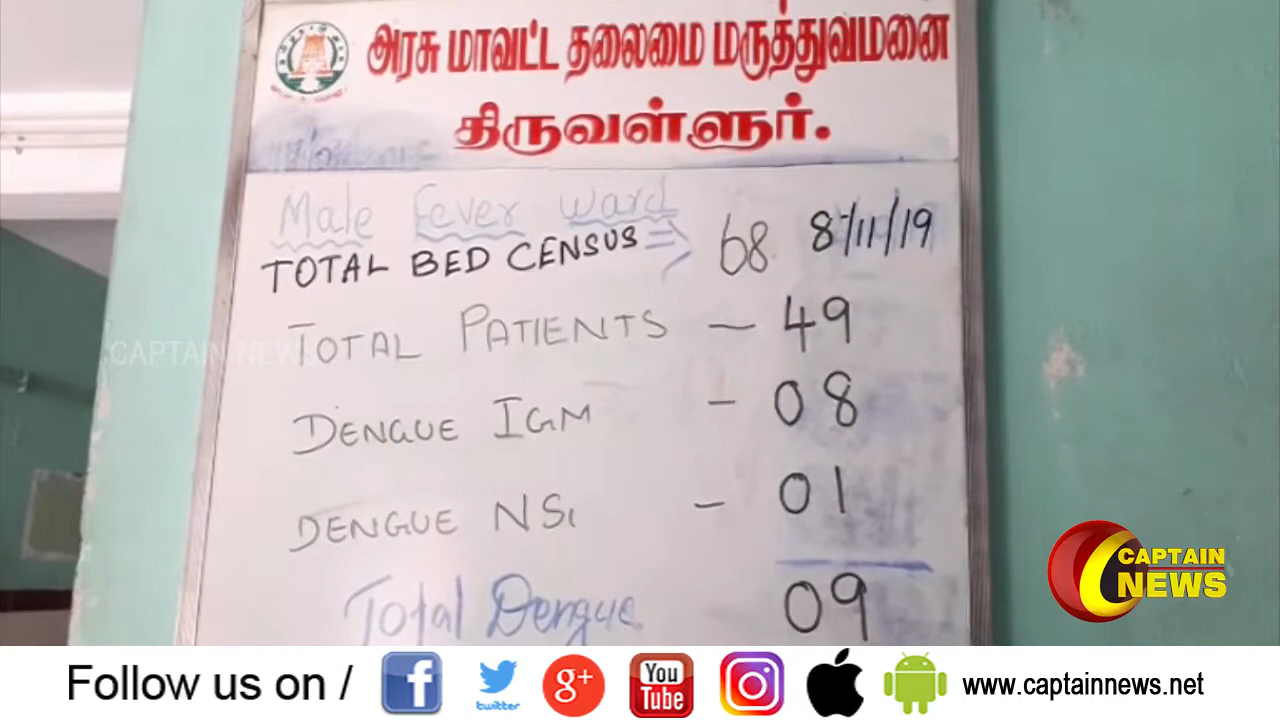 அரசு மாவட்ட தலைமை மருத்துவமனை
திருவள்ளூர்.
Male Fever Ward
TOTAL BED CENSUS => 68 8/11/19
TOTAL PATIENTS - 49
DENGUE IGM - 08
DENGUE NS1 - 01
Total Dengue 09
CAPTAIN NEWS
CAPTAIN
NEWS
Follow us on / twitter g+ You Tube www.captainnews.net